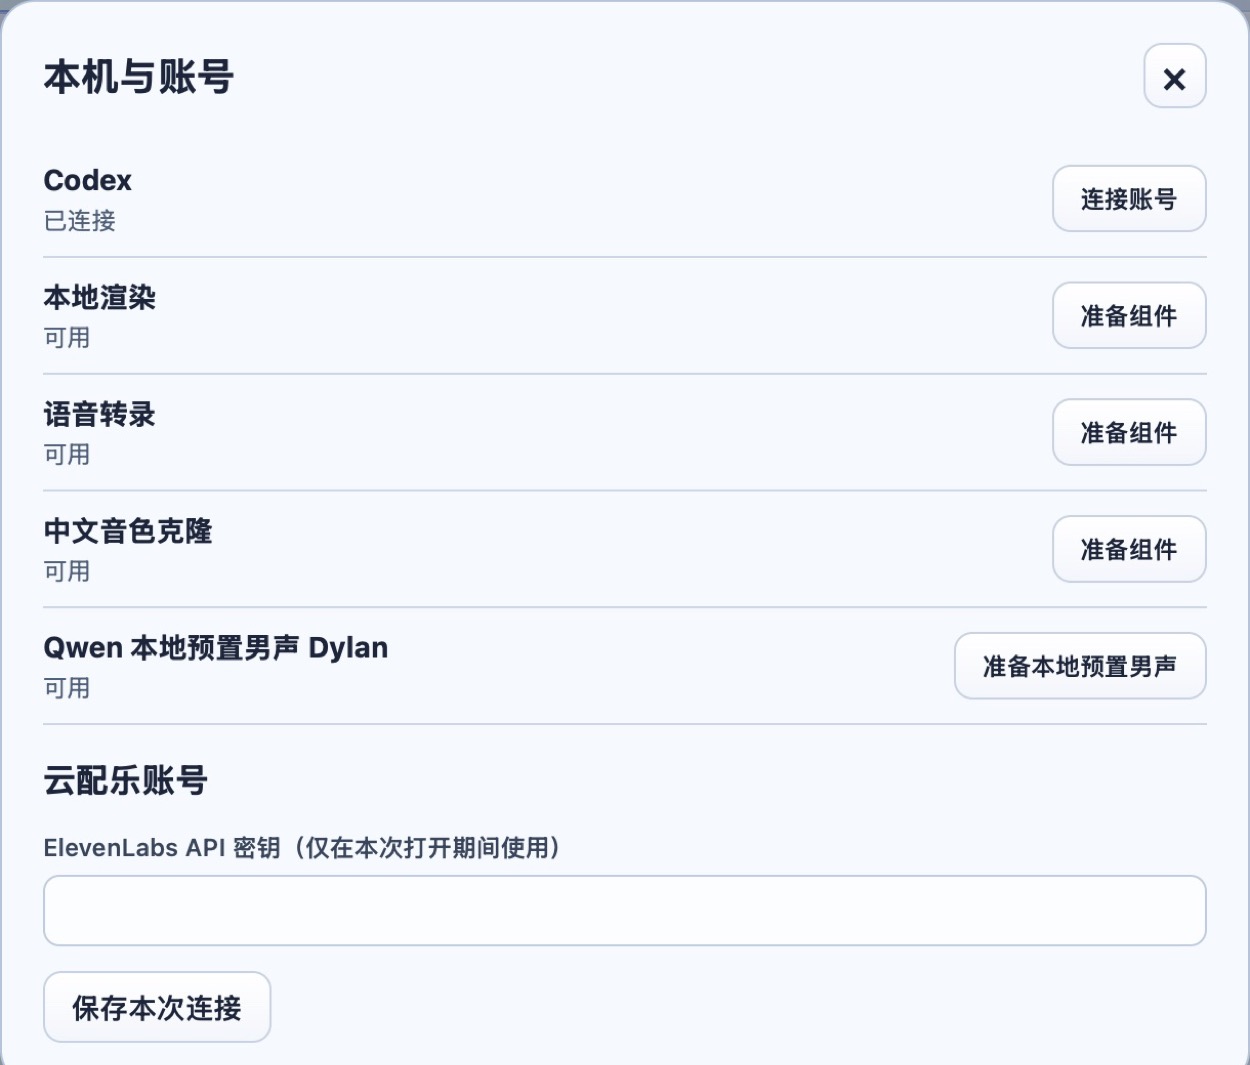 本机与账号
×
Codex
已连接
连接账号
本地渲染
可用
准备组件
语音转录
可用
准备组件
中文音色克隆
可用
准备组件
Qwen 本地预置男声 Dylan
可用
准备本地预置男声
云配乐账号
ElevenLabs API 密钥（仅在本次打开期间使用）
保存本次连接